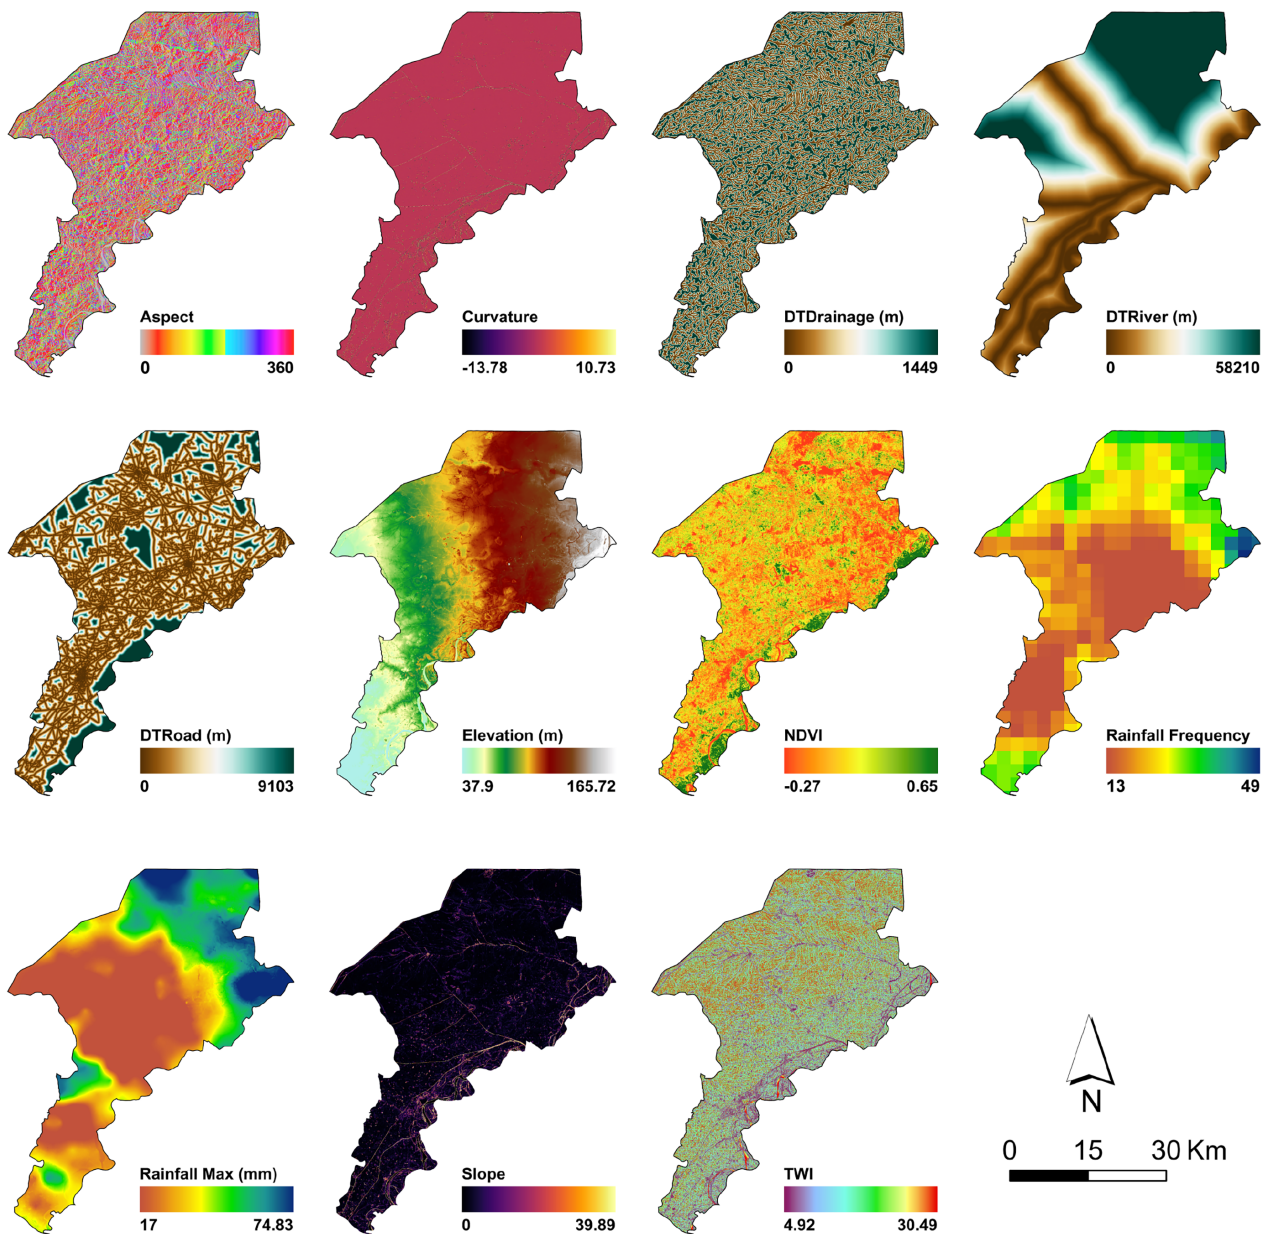 Aspect
0 360
Curvature
-13.78 10.73
DTDrainage (m)
0 1449
DTRiver (m)
0 58210
DTRoad (m)
0 9103
Elevation (m)
37.9 165.72
NDVI
-0.27 0.65
Rainfall Frequency
13 49
Rainfall Max (mm)
17 74.83
Slope
0 39.89
TWI
4.92 30.49
N
0 15 30 Km